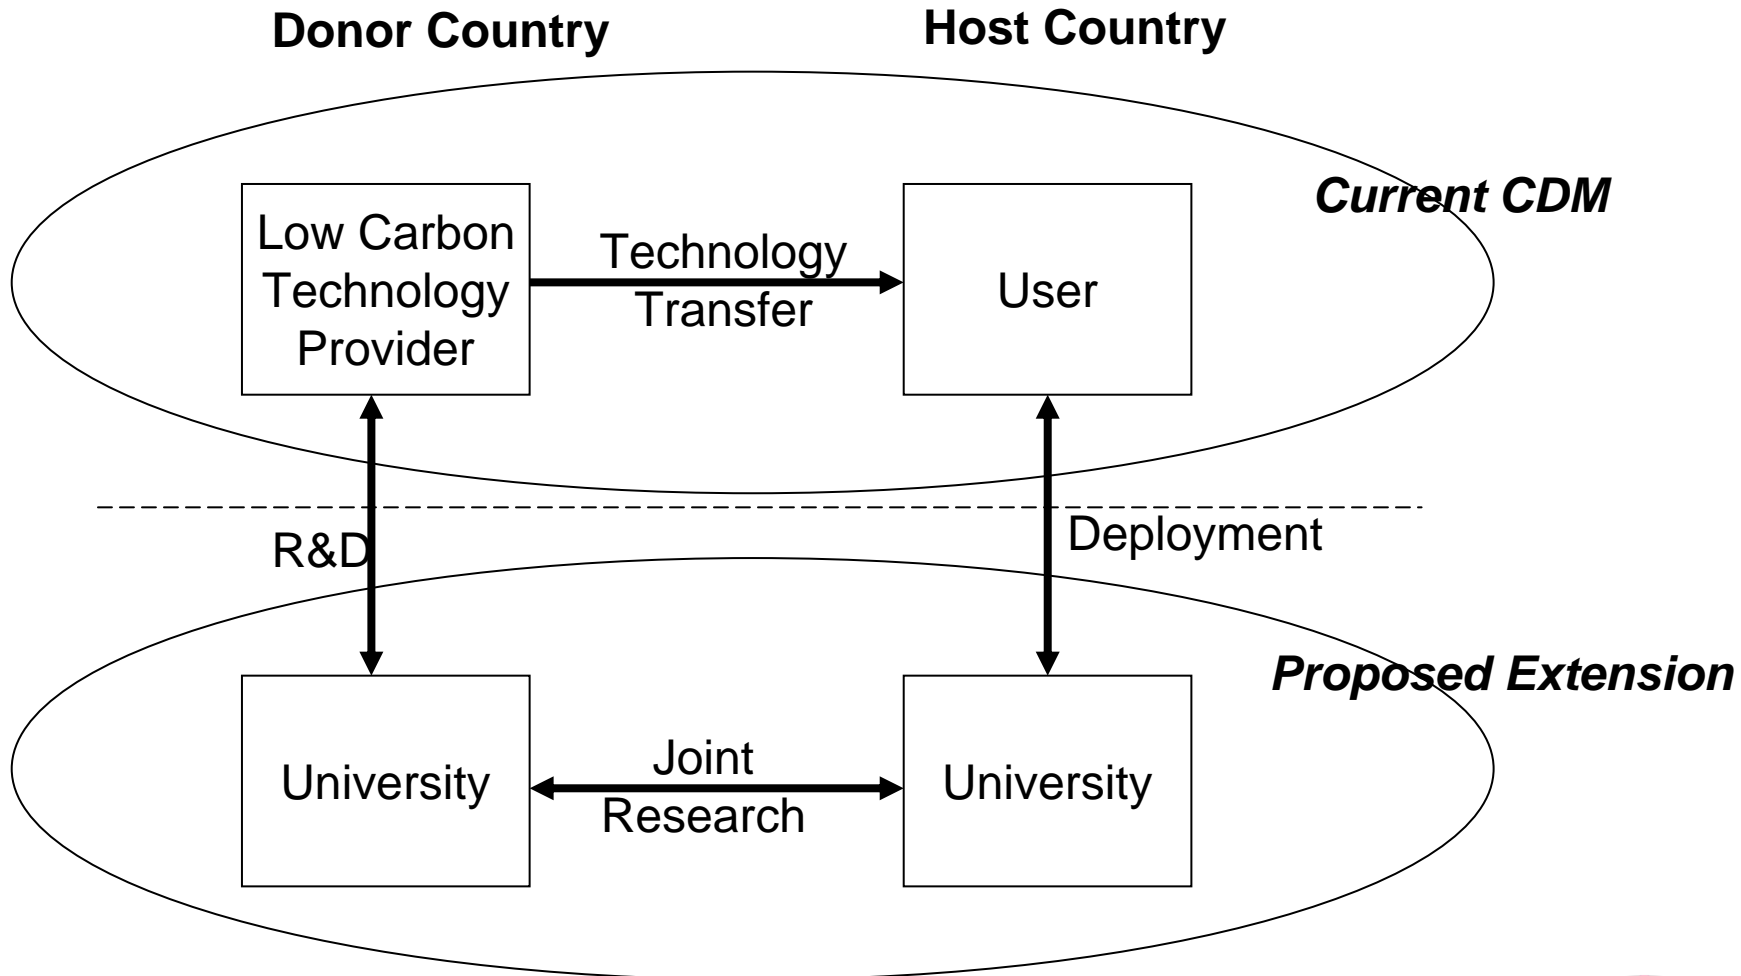 Donor Country
Host Country
Current CDM
Low Carbon
Technology
Provider
Technology
Transfer
User
R&D
Deployment
Proposed Extension
University
Joint
Research
University